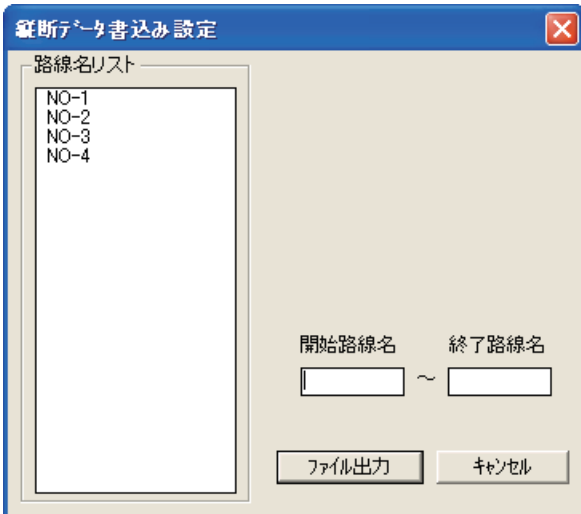 縦断ﾃﾞｰﾀ書込み設定
路線名リスト
NO-1
NO-2
NO-3
NO-4
開始路線名 終了路線名
～
ファイル出力 キャンセル